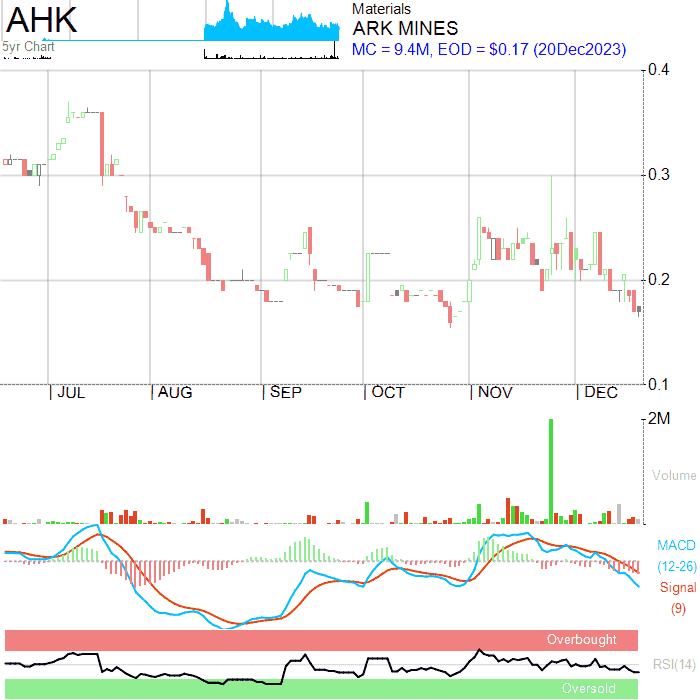 AHK
5yr Chart
Materials
ARK MINES
MC = 9.4M, EOD = $0.17 (20Dec2023)
0.4
0.3
0.2
0.1
JUL AUG SEP OCT NOV DEC
2M
Volume
MACD
(12-26)
Signal
(9)
Overbought
RSI(14)
Oversold